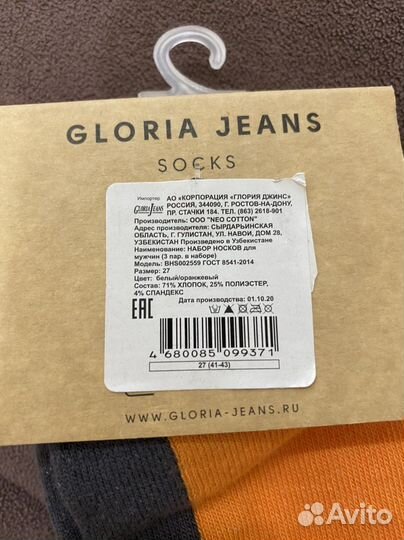 GLORIA JEANS
SOCKS
Импортер
GLORIA JEANS
АО «КОРПОРАЦИЯ «ГЛОРИЯ ДЖИНС»
РОССИЯ, 344090, Г. РОСТОВ-НА-ДОНУ,
ПР. СТАЧКИ 184. ТЕЛ. (863) 2618-901
Производитель: ООО "NEO COTTON"
Адрес производителя: СЫРДАРЬИНСКАЯ
ОБЛАСТЬ, Г. ГУЛИСТАН, УЛ. НАВОИ, ДОМ 28,
УЗБЕКИСТАН Произведено в Узбекистане
Наименование: НАБОР НОСКОВ для
мужчин (3 пар. в наборе)
Модель: BHS002559 ГОСТ 8541-2014
Размер: 27
Цвет: белый/оранжевый
Состав: 71% ХЛОПОК, 25% ПОЛИЭСТЕР,
4% СПАНДЕКС
EAC
Дата производства: 01.10.20
4 680085 099371
27 (41-43)
WWW.GLORIA-JEANS.RU
Avito